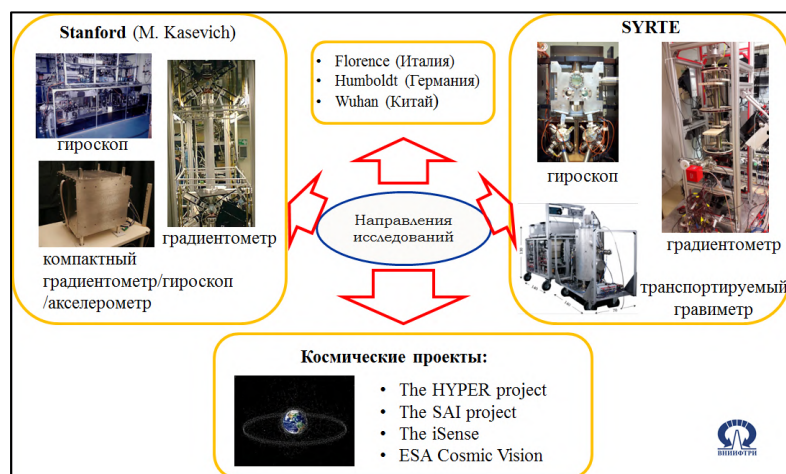 Stanford (M. Kasevich)
гироскоп
градиентометр
компактный
градиентометр/гироскоп
/акселерометр
• Florence (Италия)
• Humboldt (Германия)
• Wuhan (Китай)
SYRTE
гироскоп
градиентометр
транспортируемый
гравиметр
Направления
исследований
Космические проекты:
• The HYPER project
• The SAI project
• The iSense
• ESA Cosmic Vision
ВНИИФТРИ